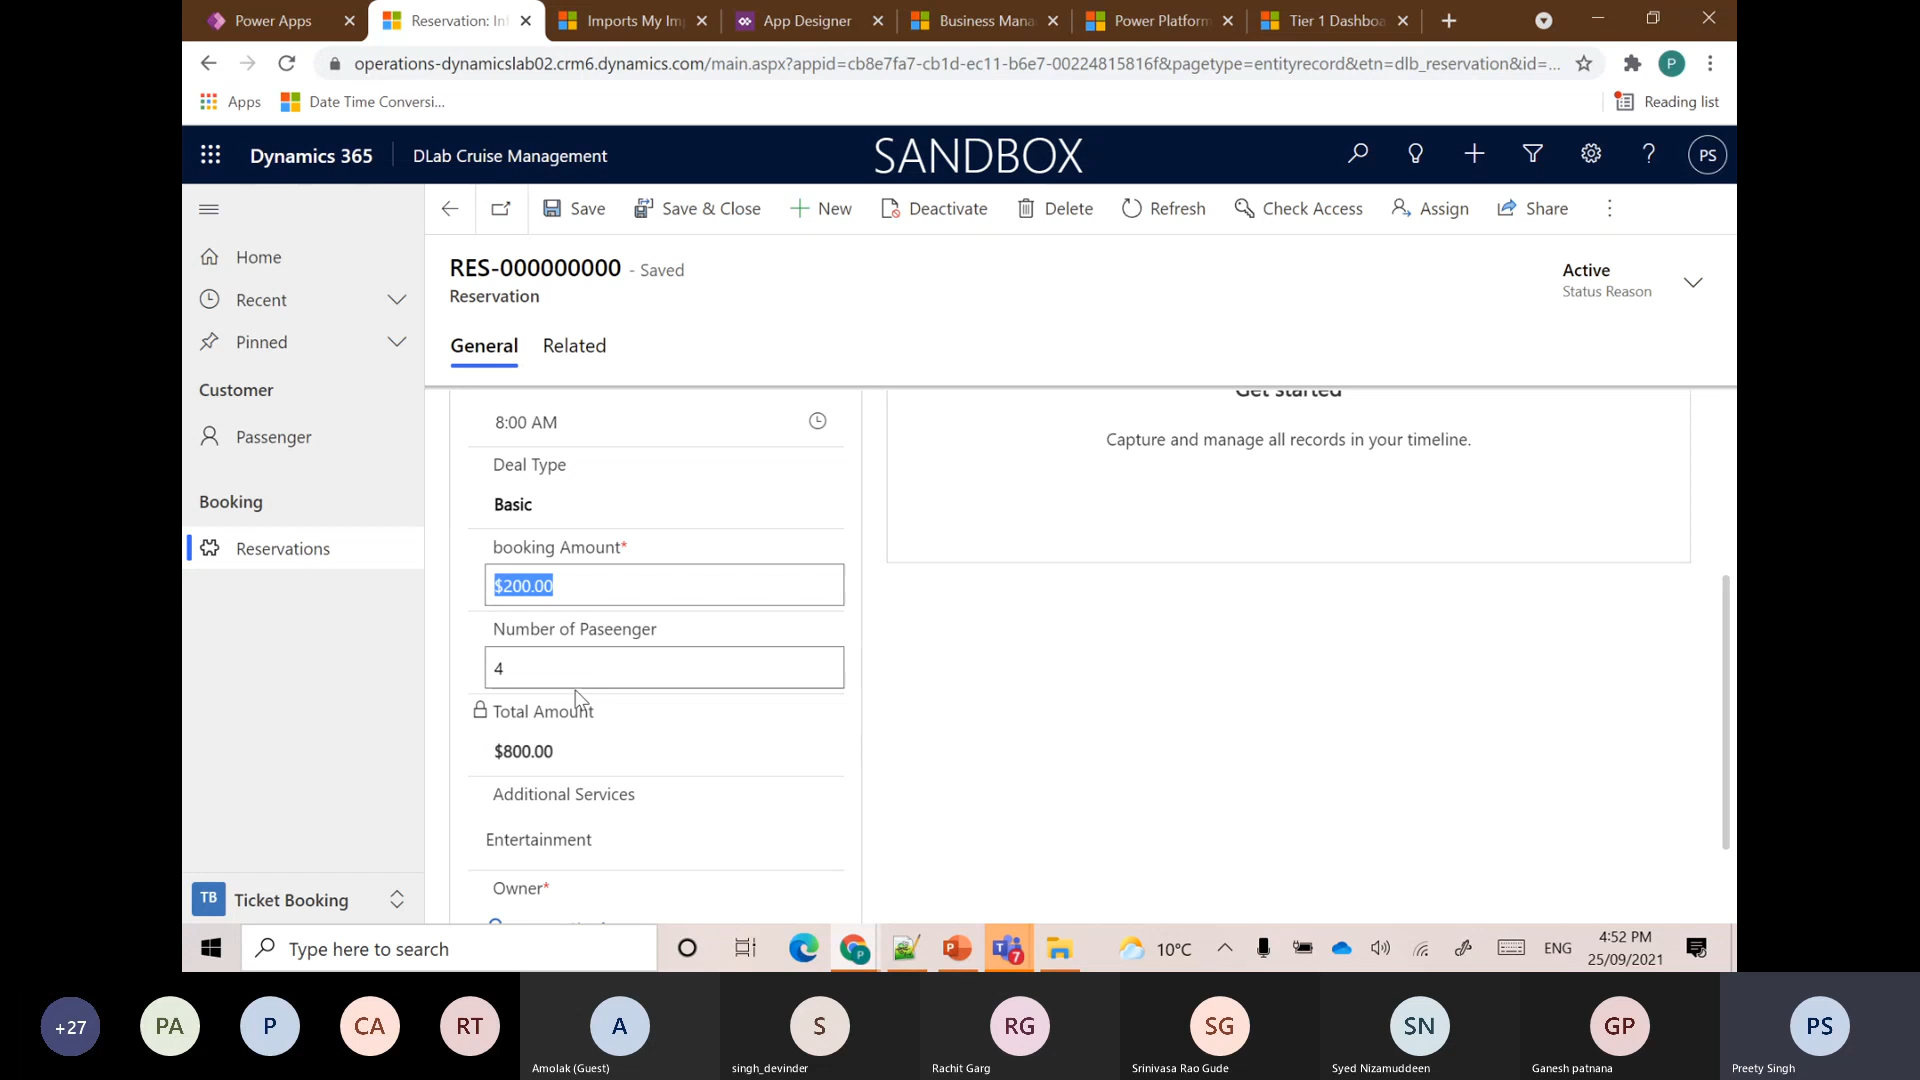 Power Apps
Reservation: Inf
Imports My Im
App Designer
Business Mana
Power Platform
Tier 1 Dashboa
operations-dynamicslab02.crm6.dynamics.com/main.aspx?appid=cb8e7fa7-cb1d-ec11-b6e7-00224815816f&pagetype=entityrecord&etn=dlb_reservation&id=...
P
Apps
Date Time Conversi...
Reading list
Dynamics 365
DLab Cruise Management
SANDBOX
PS
Save
Save & Close
New
Deactivate
Delete
Refresh
Check Access
Assign
Share
Home
Recent
Pinned
Customer
Passenger
Booking
Reservations
TB
Ticket Booking
RES-000000000
- Saved
Reservation
Active
Status Reason
General
Related
8:00 AM
Deal Type
Basic
booking Amount*
$200.00
Number of Paseenger
4
Total Amount
$800.00
Additional Services
Entertainment
Owner*
Get started
Capture and manage all records in your timeline.
Type here to search
7
10°C
ENG
4:52 PM
25/09/2021
+27
PA
P
CA
RT
A
Amolak (Guest)
S
singh_devinder
RG
Rachit Garg
SG
Srinivasa Rao Gude
SN
Syed Nizamuddeen
GP
Ganesh patnana
PS
Preety Singh